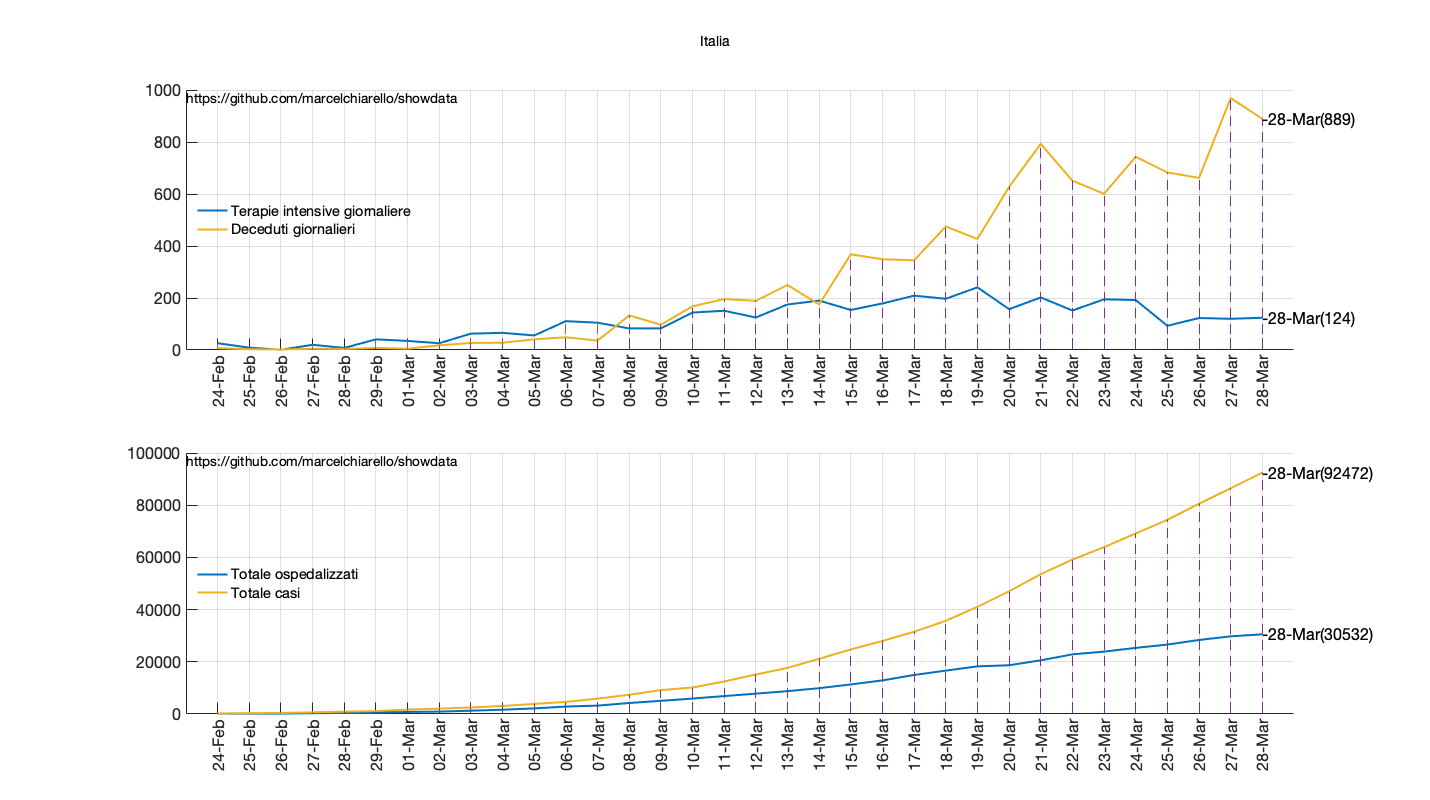 Italia
1000
800
600
400
200
0
https://github.com/marcelchiarello/showdata
Terapie intensive giornaliere
Deceduti giornalieri
-28-Mar(889)
-28-Mar(124)
24-Feb
25-Feb
26-Feb
27-Feb
28-Feb
29-Feb
01-Mar
02-Mar
03-Mar
04-Mar
05-Mar
06-Mar
07-Mar
08-Mar
09-Mar
10-Mar
11-Mar
12-Mar
13-Mar
14-Mar
15-Mar
16-Mar
17-Mar
18-Mar
19-Mar
20-Mar
21-Mar
22-Mar
23-Mar
24-Mar
25-Mar
26-Mar
27-Mar
28-Mar
100000
80000
60000
40000
20000
0
https://github.com/marcelchiarello/showdata
Totale ospedalizzati
Totale casi
-28-Mar(92472)
-28-Mar(30532)
24-Feb
25-Feb
26-Feb
27-Feb
28-Feb
29-Feb
01-Mar
02-Mar
03-Mar
04-Mar
05-Mar
06-Mar
07-Mar
08-Mar
09-Mar
10-Mar
11-Mar
12-Mar
13-Mar
14-Mar
15-Mar
16-Mar
17-Mar
18-Mar
19-Mar
20-Mar
21-Mar
22-Mar
23-Mar
24-Mar
25-Mar
26-Mar
27-Mar
28-Mar